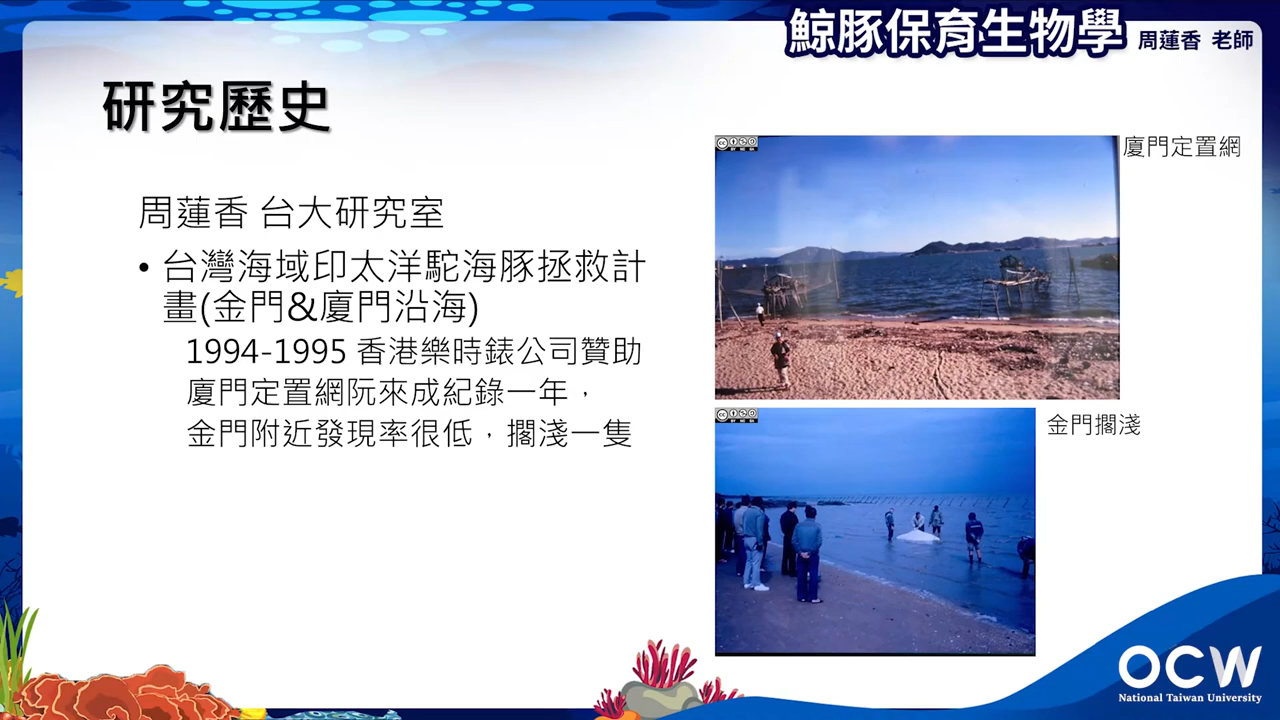 鯨豚保育生物學 周蓮香 老師
研究歷史
周蓮香 台大研究室
• 台灣海域印太洋駝海豚拯救計
畫(金門&廈門沿海)
1994-1995 香港樂時錶公司贊助
廈門定置網阮來成紀錄一年，
金門附近發現率很低，擱淺一隻
廈門定置網
金門擱淺
OCW
National Taiwan University